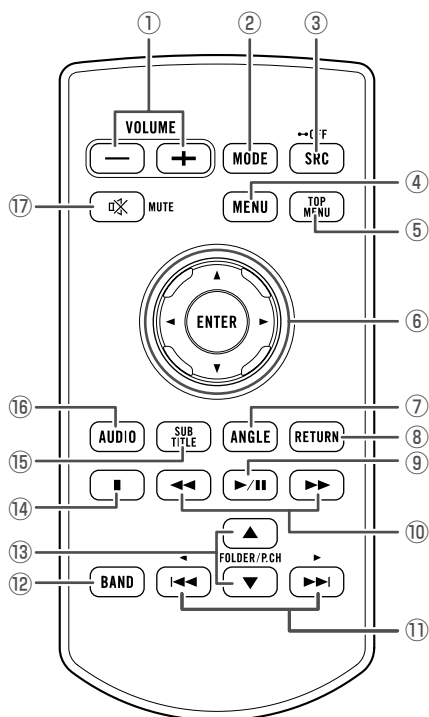 ① ② ③
VOLUME
OFF
− + MODE SRC
④
⑰ MUTE MENU TOP MENU
⑤
ENTER ⑥
⑯ ⑦
AUDIO SUB TITLE ANGLE RETURN ⑧
⑮ ⑨
⑭
⑩
⑬ FOLDER/P.CH
⑫ BAND
⑪